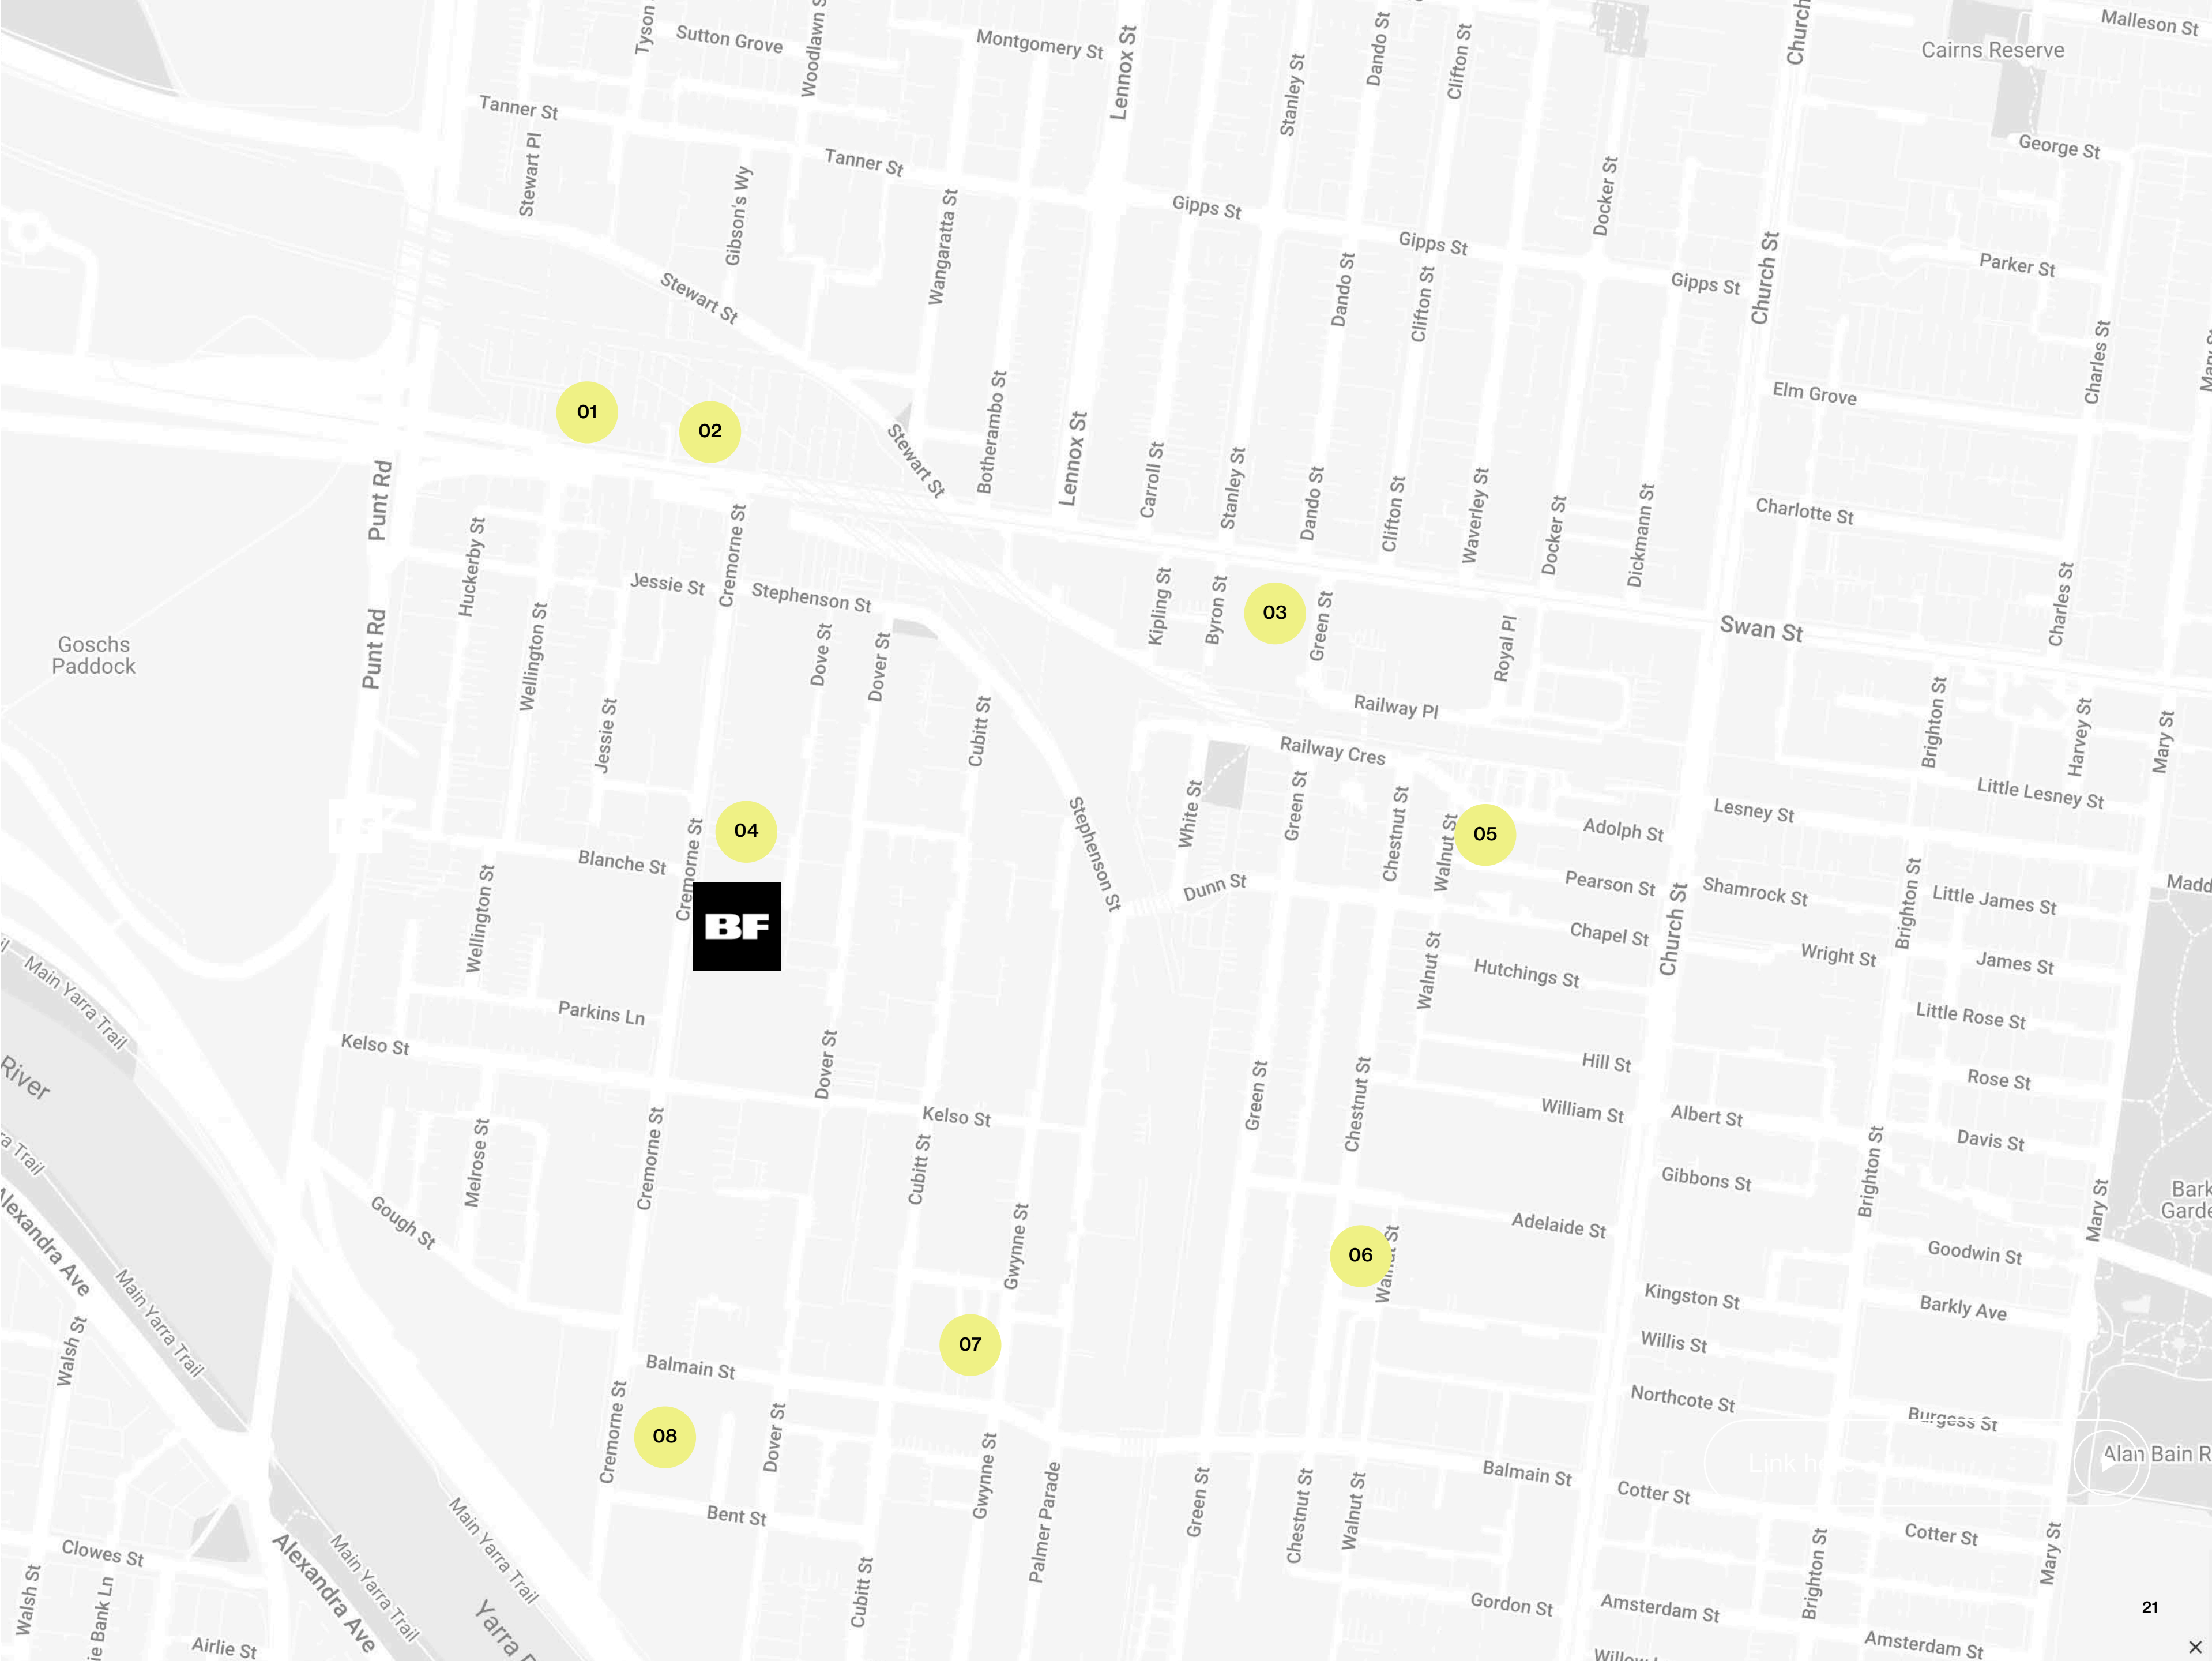 Malleson St
Tyson
Sutton Grove
Woodlawn S
Montgomery St
Lennox St
Dando St
Clifton St
Church
Cairns Reserve
Stanley St
Tanner St
Stewart Pl
Tanner St
George St
Gibson's Wy
Wangaratta St
Gipps St
Docker St
Gipps St
Church St
Parker St
Gipps St
Stewart St
Dando St
Clifton St
Charles St
Mary St
Elm Grove
01
02
Botherambo St
Lennox St
Stewart St
Carroll St
Stanley St
Dando St
Clifton St
Waverley St
Docker St
Dickmann St
Charlotte St
Punt Rd
Huckerby St
Cremorne St
Jessie St
Stephenson St
Kipling St
Byron St
03
Green St
Royal Pl
Swan St
Charles St
Goschs
Paddock
Punt Rd
Wellington St
Jessie St
Dove St
Dover St
Cubitt St
Railway Pl
Railway Cres
Brighton St
Harvey St
Mary St
Little Lesney St
Lesney St
04
Cremorne St
Blanche St
Stephenson St
White St
Green St
Chestnut St
Walnut St
05
Adolph St
Pearson St
Shamrock St
Little James St
Madd
Dunn St
BF
Wellington St
Church St
Chapel St
Wright St
Brighton St
James St
Walnut St
Hutchings St
Main Yarra Trail
Parkins Ln
Little Rose St
Kelso St
Dover St
Hill St
Rose St
River
Green St
Chestnut St
William St
Albert St
Davis St
Kelso St
Melrose St
Cremorne St
Cubitt St
Gibbons St
Brighton St
Mary St
Bark
Garde
ra Trail
Gough St
Gwynne St
Adelaide St
Goodwin St
Alexandra Ave
06
Walnut St
Kingston St
Barkly Ave
Main Yarra Trail
Walsh St
07
Willis St
Balmain St
Northcote St
Burgess St
Cremorne St
08
Dover St
Gwynne St
Alan Bain R
Link he
Balmain St
Cotter St
Palmer Parade
Green St
Chestnut St
Walnut St
Bent St
Main Yarra Trail
Cotter St
Brighton St
Mary St
Clowes St
Alexandra Ave
Main Yarra Trail
Walsh St
ie Bank Ln
Cubitt St
Gordon St
Amsterdam St
21
Airlie St
Yarra R
Amsterdam St